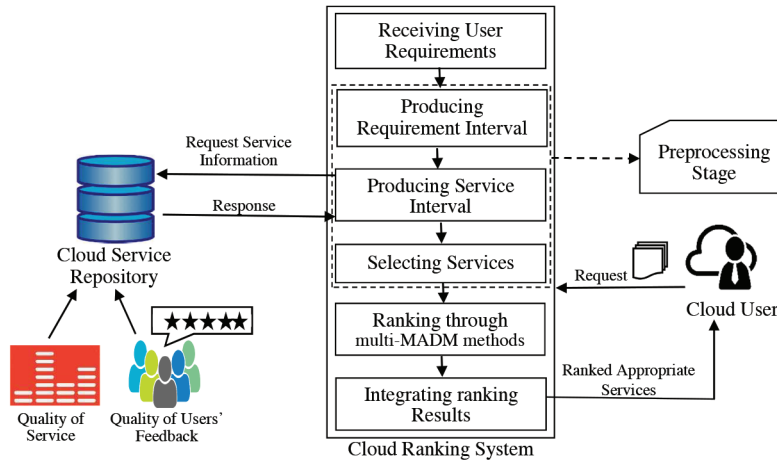 Receiving User
Requirements
Producing
Requirement Interval
Request Service
Information
Producing Service
Interval
Response
Preprocessing
Stage
Cloud Service
Repository
Selecting Services
Request
Cloud User
Ranking through
multi-MADM methods
Ranked Appropriate
Services
Integrating ranking
Results
Quality of
Service
Quality of Users'
Feedback
Cloud Ranking System